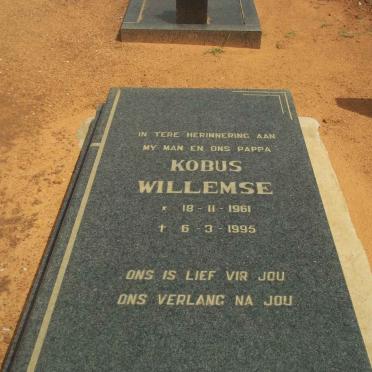 IN TERE HERINNERING AAN
MY MAN EN ONS PAPPA
KOBUS
WILLEMSE
* 18 - 11 - 1961
† 6 - 3 - 1995
ONS IS LIEF VIR JOU
ONS VERLANG NA JOU